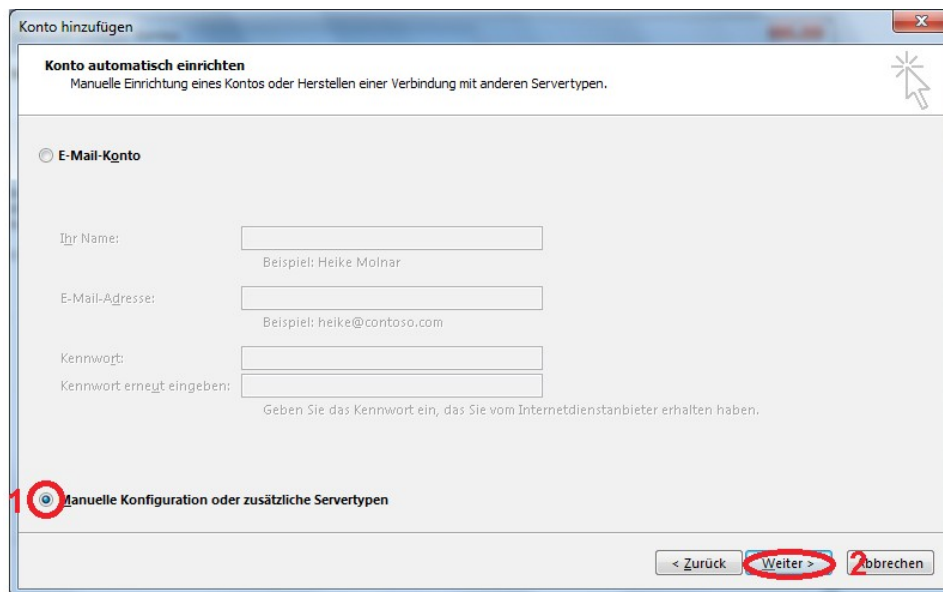 Konto hinzufügen
Konto automatisch einrichten
Manuelle Einrichtung eines Kontos oder Herstellen einer Verbindung mit anderen Servertypen.
E-Mail-Konto
Ihr Name:
Beispiel: Heike Molnar
E-Mail-Adresse:
Beispiel: heike@contoso.com
Kennwort:
Kennwort erneut eingeben:
Geben Sie das Kennwort ein, das Sie vom Internetdienstanbieter erhalten haben.
1 Manuelle Konfiguration oder zusätzliche Servertypen
< Zurück Weiter > 2 Abbrechen